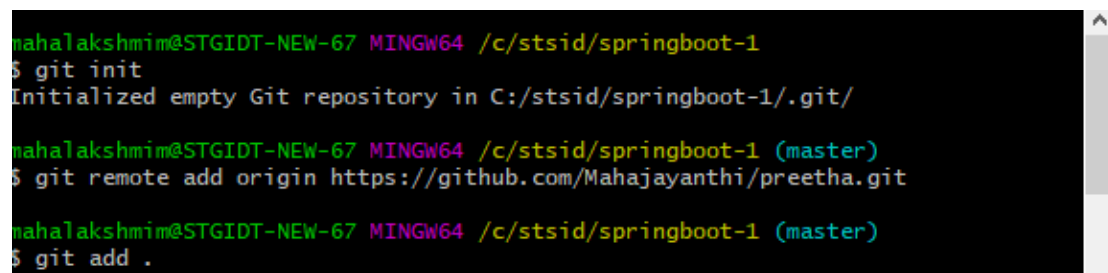 mahalakshmim@STGIDT-NEW-67 MINGW64 /c/stsid/springboot-1
$ git init
Initialized empty Git repository in C:/stsid/springboot-1/.git/
mahalakshmim@STGIDT-NEW-67 MINGW64 /c/stsid/springboot-1 (master)
$ git remote add origin https://github.com/Mahajayanthi/preetha.git
mahalakshmim@STGIDT-NEW-67 MINGW64 /c/stsid/springboot-1 (master)
$ git add .